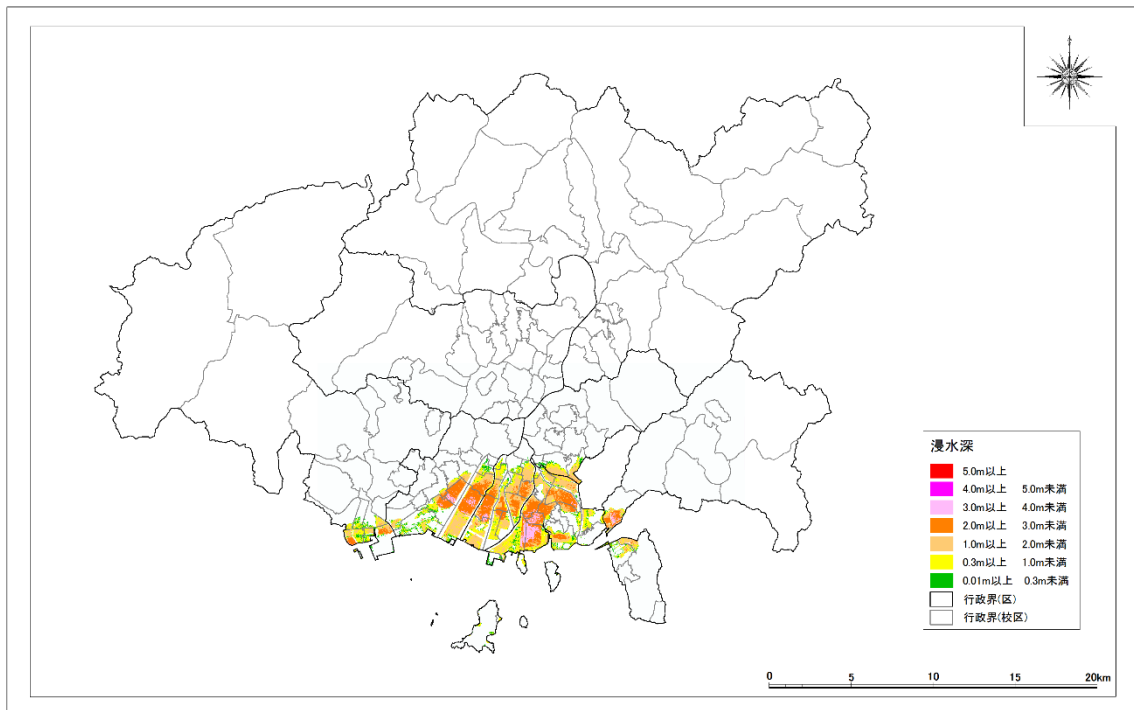 浸水深
5.0m以上
4.0m以上 5.0m未満
3.0m以上 4.0m未満
2.0m以上 3.0m未満
1.0m以上 2.0m未満
0.3m以上 1.0m未満
0.01m以上 0.3m未満
行政界(区)
行政界(校区)
0 5 10 15 20km